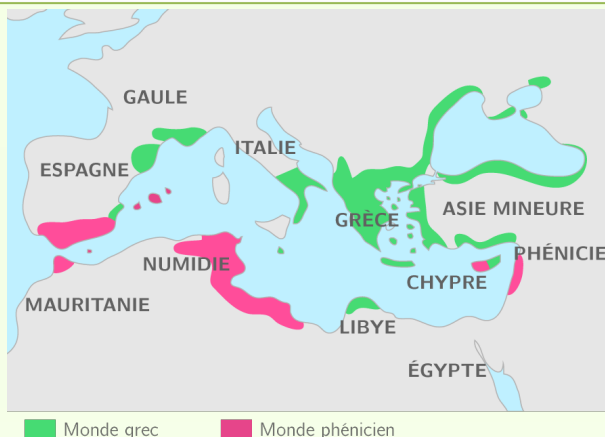 GAULE
ITALIE
ESPAGNE
ASIE MINEURE
GRÈCE
PHÉNICIE
NUMIDIE
CHYPRE
MAURITANIE
LIBYE
ÉGYPTE
Monde grec
Monde phénicien